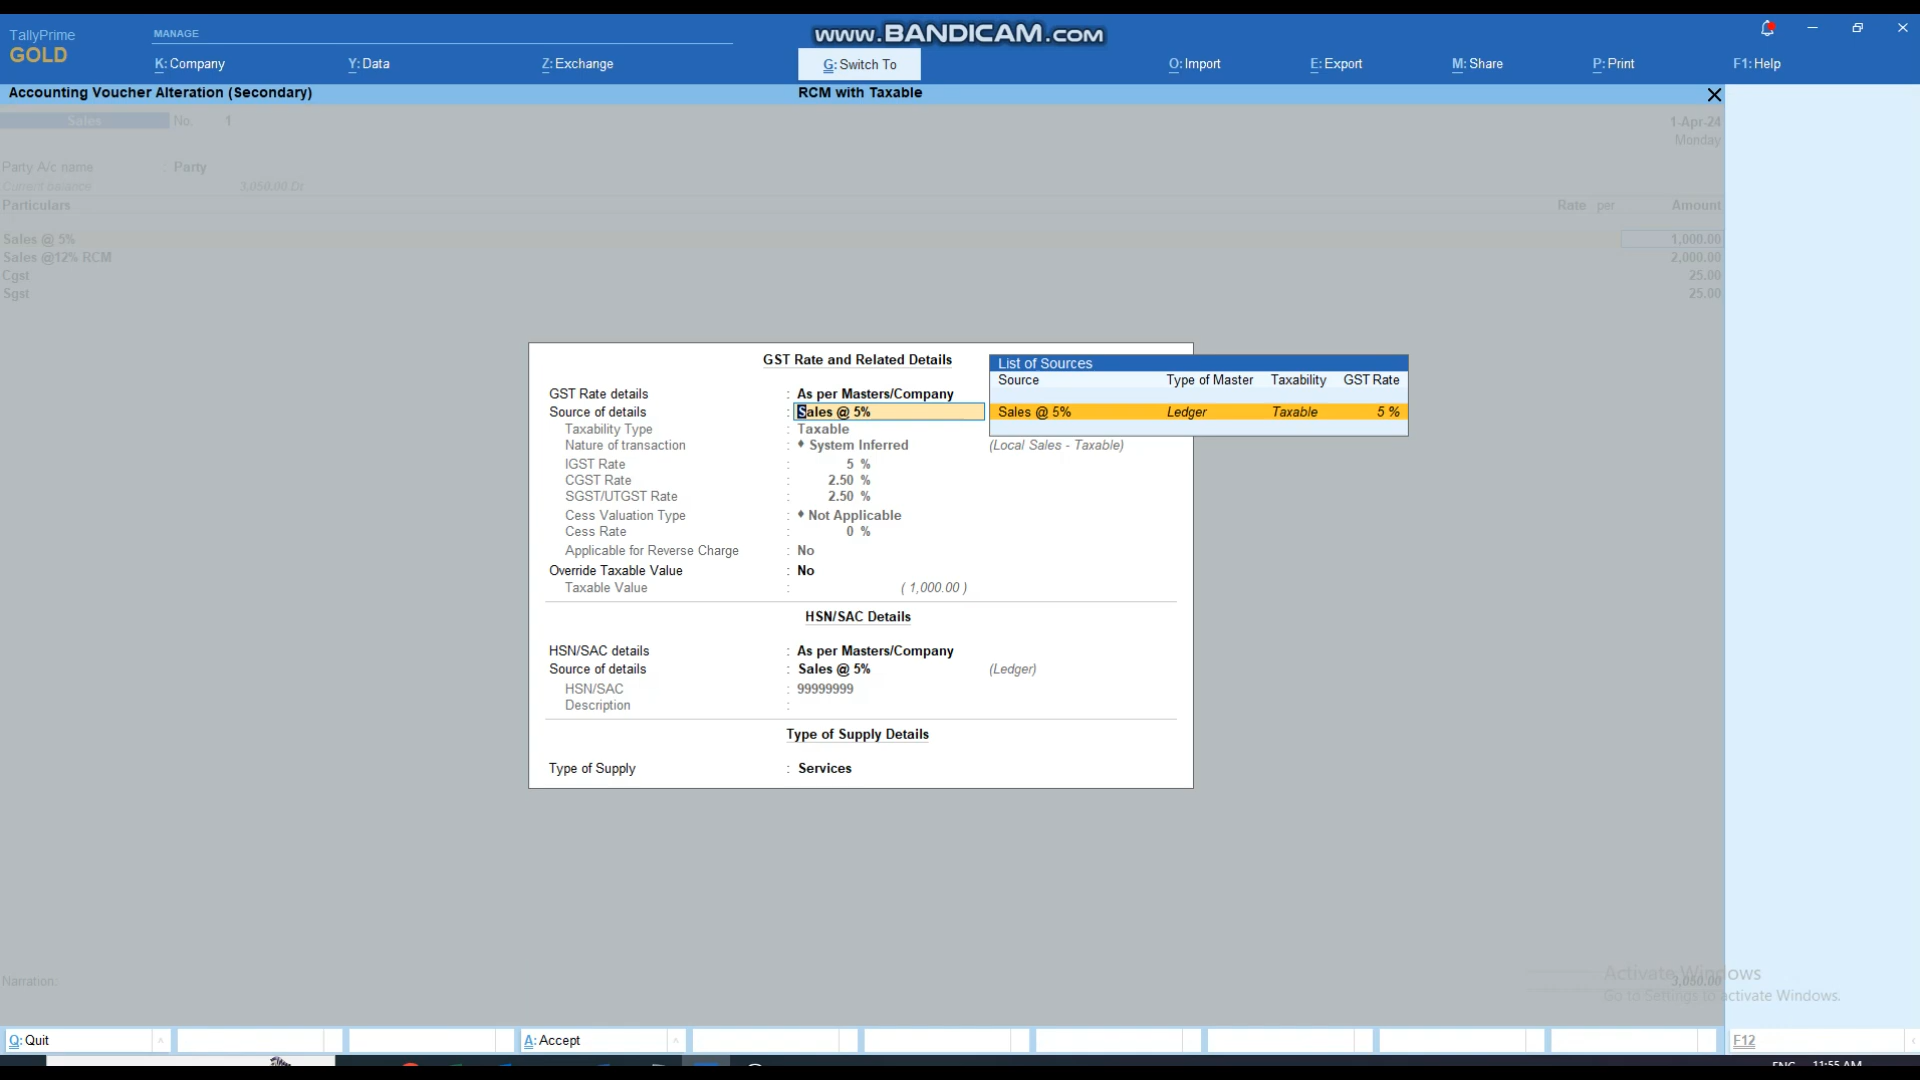 www.BANDICAM.com
TallyPrime
GOLD
MANAGE
K: Company
Y: Data
Z: Exchange
G: Switch To
O: Import
E: Export
M: Share
P: Print
F1: Help
Accounting Voucher Alteration (Secondary)
RCM with Taxable
Sales No. 1
1-Apr-24
Monday
Party A/c name : Party
Current balance 3,050.00 Dr
Particulars Rate per Amount
Sales @ 5% 1,000.00
Sales @12% RCM 2,000.00
Cgst 25.00
Sgst 25.00
GST Rate and Related Details
GST Rate details : As per Masters/Company
Source of details : Sales @ 5%
Taxability Type : Taxable
Nature of transaction : ♦ System Inferred (Local Sales - Taxable)
IGST Rate : 5 %
CGST Rate : 2.50 %
SGST/UTGST Rate : 2.50 %
Cess Valuation Type : ♦ Not Applicable
Cess Rate : 0 %
Applicable for Reverse Charge : No
Override Taxable Value : No
Taxable Value : ( 1,000.00 )
List of Sources
Source Type of Master Taxability GST Rate
Sales @ 5% Ledger Taxable 5 %
HSN/SAC Details
HSN/SAC details : As per Masters/Company
Source of details : Sales @ 5% (Ledger)
HSN/SAC : 99999999
Description :
Type of Supply Details
Type of Supply : Services
Narration:
3,050.00
Activate Windows
Go to Settings to activate Windows.
Q: Quit
A: Accept
F12
ENG 11:55 AM